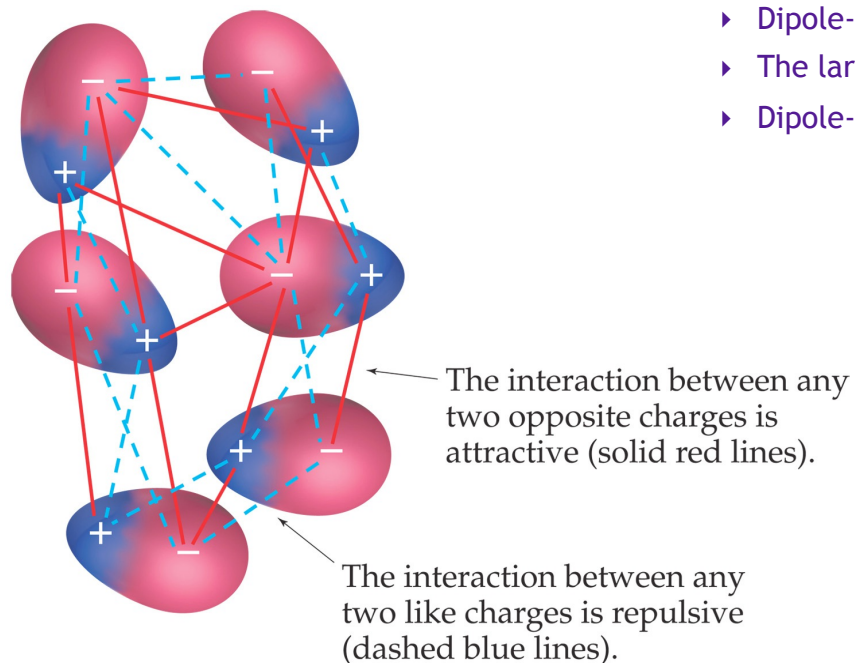 ▸ Dipole-
▸ The lar
▸ Dipole-
−
−
+
+
−
−
+
+
+
−
+
−
The interaction between any
two opposite charges is
attractive (solid red lines).
The interaction between any
two like charges is repulsive
(dashed blue lines).